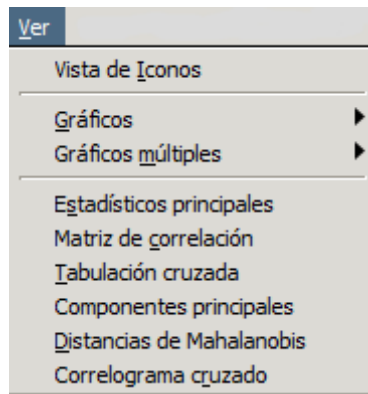 Ver
Vista de Iconos
Gráficos
Gráficos múltiples
Estadísticos principales
Matriz de correlación
Tabulación cruzada
Componentes principales
Distancias de Mahalanobis
Correlograma cruzado